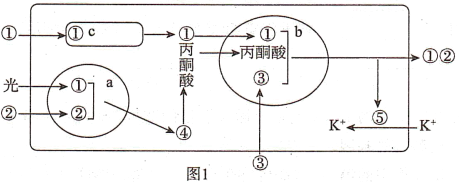 ① ① c ① ① b
丙酮酸 丙酮酸 ①②
光 ① a ③
② ② ④ ⑤
K⁺ K⁺
③
图1